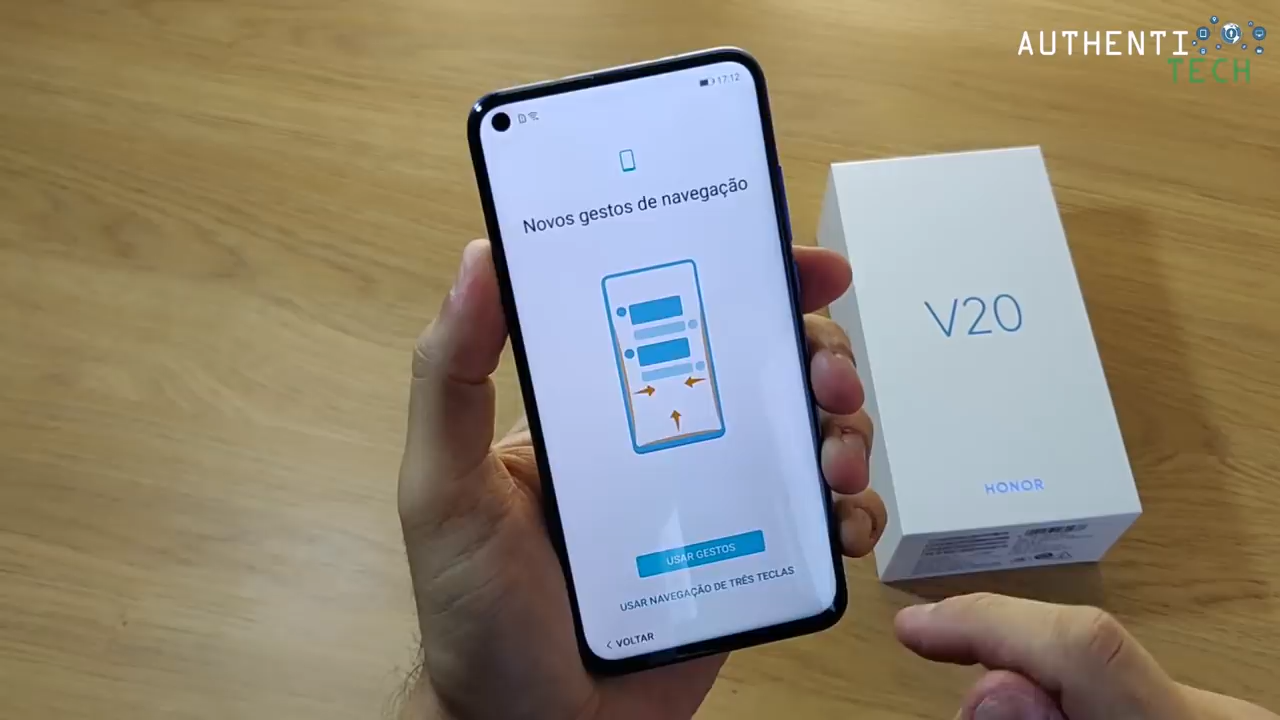 AUTHENTI
TECH
17:12
Novos gestos de navegação
USAR GESTOS
USAR NAVEGAÇÃO DE TRÊS TECLAS
VOLTAR
V20
HONOR